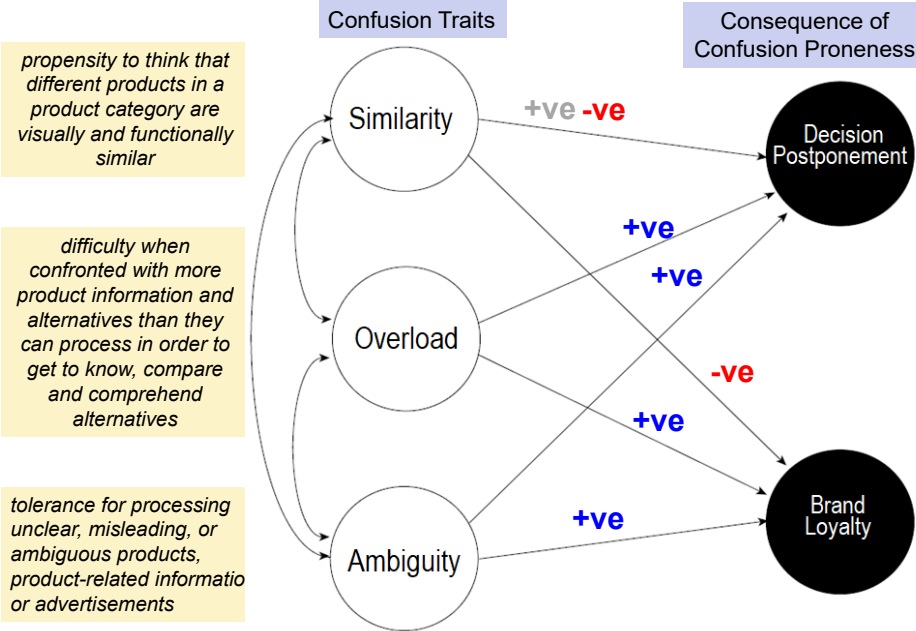 Confusion Traits
Consequence of
Confusion Proneness
propensity to think that
different products in a
product category are
visually and functionally
similar
Similarity
+ve -ve
Decision
Postponement
difficulty when
confronted with more
product information and
alternatives than they
can process in order to
get to know, compare
and comprehend
alternatives
Overload
+ve
+ve
-ve
+ve
tolerance for processing
unclear, misleading, or
ambiguous products,
product-related informatio
or advertisements
Ambiguity
+ve
Brand
Loyalty